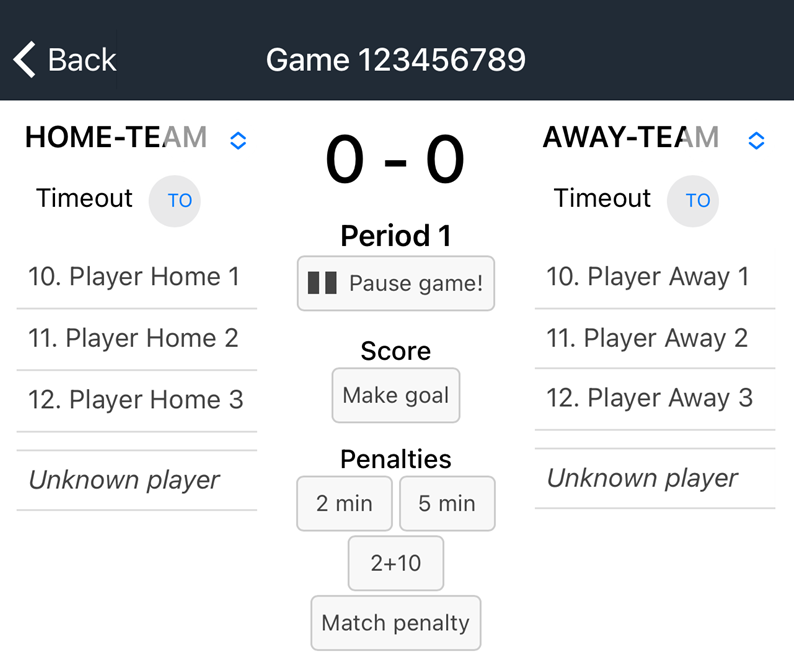 Back
Game 123456789
HOME-TEAM
Timeout TO
10. Player Home 1
11. Player Home 2
12. Player Home 3
Unknown player
0 - 0
Period 1
Pause game!
Score
Make goal
Penalties
2 min 5 min
2+10
Match penalty
AWAY-TEAM
Timeout TO
10. Player Away 1
11. Player Away 2
12. Player Away 3
Unknown player